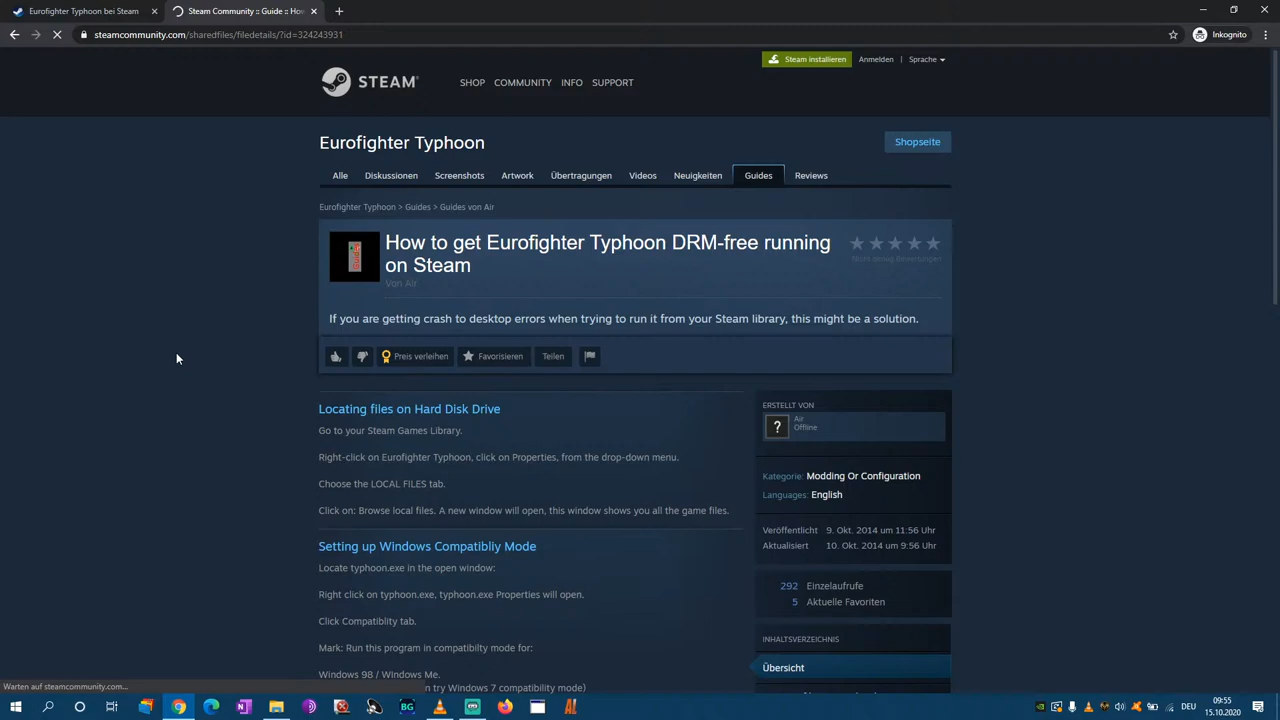 Eurofighter Typhoon bei Steam
Steam Community :: Guide :: How
steamcommunity.com/sharedfiles/filedetails/?id=324243931
Inkognito
Steam installieren
Anmelden | Sprache
STEAM
SHOP COMMUNITY INFO SUPPORT
Eurofighter Typhoon
Shopseite
Alle Diskussionen Screenshots Artwork Übertragungen Videos Neuigkeiten Guides Reviews
Eurofighter Typhoon > Guides > Guides von Air
How to get Eurofighter Typhoon DRM-free running
on Steam
Von Air
If you are getting crash to desktop errors when trying to run it from your Steam library, this might be a solution.
Preis verleihen Favorisieren Teilen
Locating files on Hard Disk Drive
Go to your Steam Games Library.
Right-click on Eurofighter Typhoon, click on Properties, from the drop-down menu.
Choose the LOCAL FILES tab.
Click on: Browse local files. A new window will open, this window shows you all the game files.
Setting up Windows Compatibliy Mode
Locate typhoon.exe in the open window:
Right click on typhoon.exe, typhoon.exe Properties will open.
Click Compatiblity tab.
Mark: Run this program in compatibilty mode for:
Windows 98 / Windows Me.
n try Windows 7 compatibility mode)
ERSTELLT VON
?
Air
Offline
Kategorie: Modding Or Configuration
Languages: English
Veröffentlicht 9. Okt. 2014 um 11:56 Uhr
Aktualisiert 10. Okt. 2014 um 9:56 Uhr
292 Einzelaufrufe
5 Aktuelle Favoriten
INHALTSVERZEICHNIS
Übersicht
Warten auf steamcommunity.com...
BG
DEU
09:55
15.10.2020